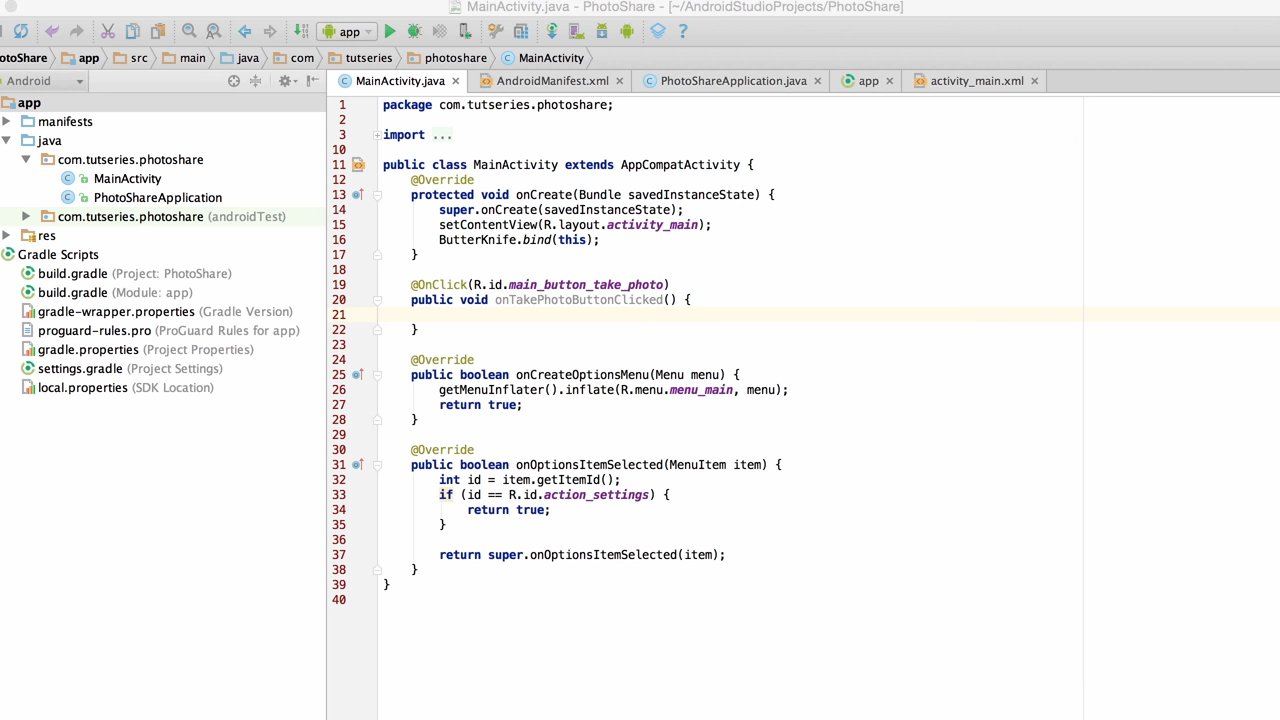 MainActivity.java - PhotoShare - [~/AndroidStudioProjects/PhotoShare]
app
?
otoShare app src main java com tutseries photoshare MainActivity
Android
MainActivity.java AndroidManifest.xml PhotoShareApplication.java app activity_main.xml
app
manifests
java
com.tutseries.photoshare
MainActivity
PhotoShareApplication
com.tutseries.photoshare (androidTest)
res
Gradle Scripts
build.gradle (Project: PhotoShare)
build.gradle (Module: app)
gradle-wrapper.properties (Gradle Version)
proguard-rules.pro (ProGuard Rules for app)
gradle.properties (Project Properties)
settings.gradle (Project Settings)
local.properties (SDK Location)
1 package com.tutseries.photoshare;
2
3 import ...
10
11 public class MainActivity extends AppCompatActivity {
12 @Override
13 protected void onCreate(Bundle savedInstanceState) {
14 super.onCreate(savedInstanceState);
15 setContentView(R.layout.activity_main);
16 ButterKnife.bind(this);
17 }
18
19 @OnClick(R.id.main_button_take_photo)
20 public void onTakePhotoButtonClicked() {
21
22 }
23
24 @Override
25 public boolean onCreateOptionsMenu(Menu menu) {
26 getMenuInflater().inflate(R.menu.menu_main, menu);
27 return true;
28 }
29
30 @Override
31 public boolean onOptionsItemSelected(MenuItem item) {
32 int id = item.getItemId();
33 if (id == R.id.action_settings) {
34 return true;
35 }
36
37 return super.onOptionsItemSelected(item);
38 }
39 }
40